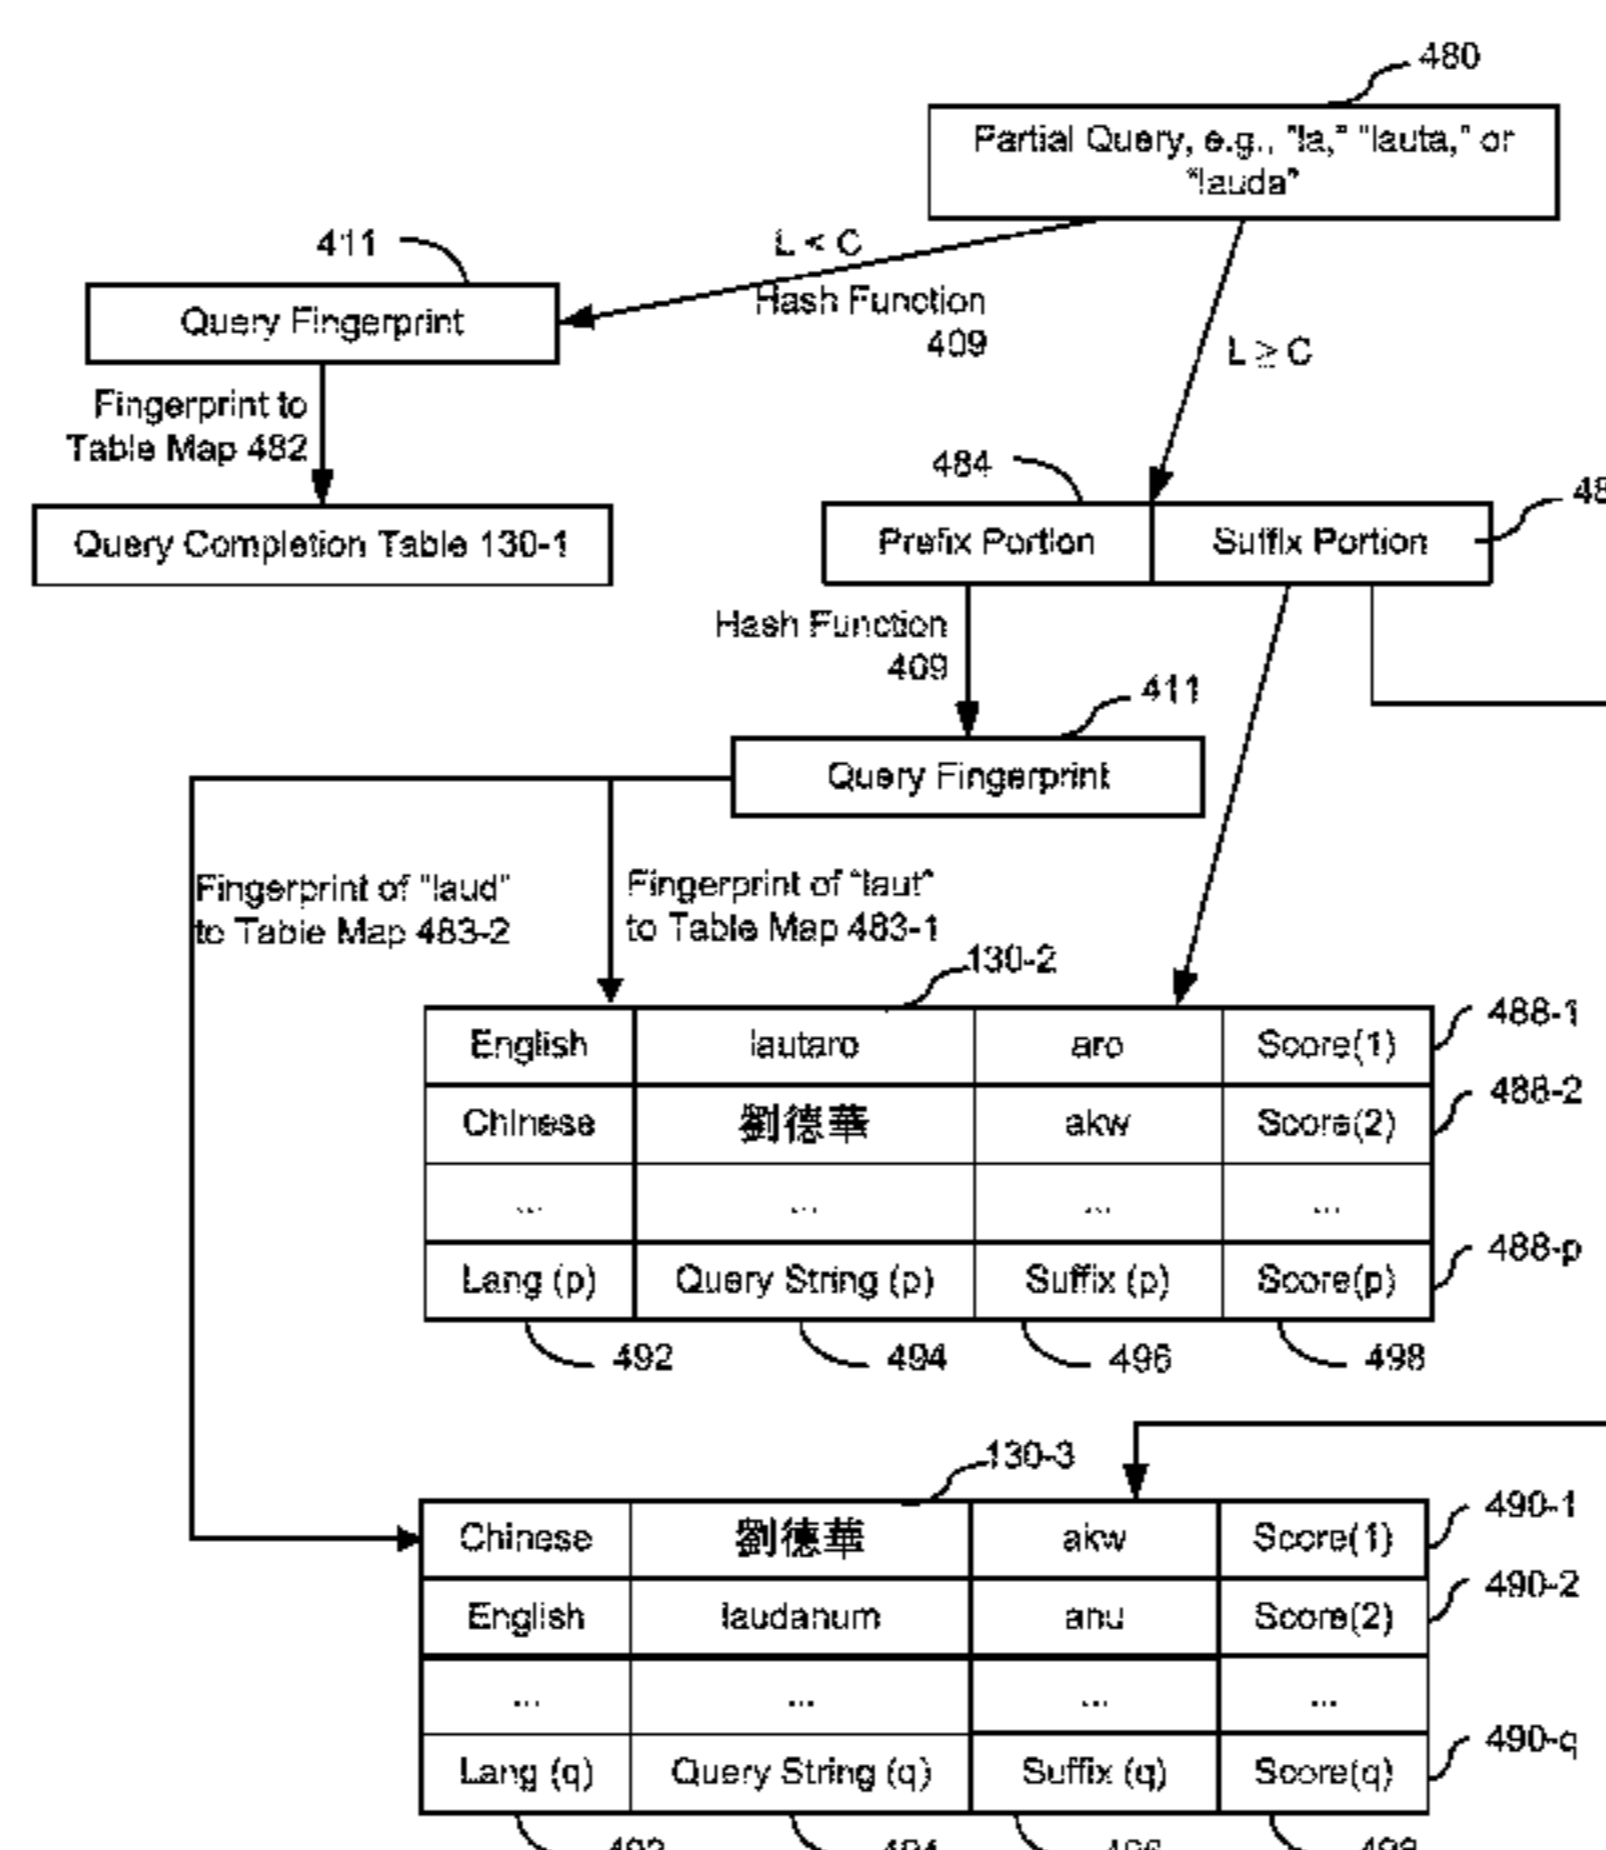 480
Partial Query, e.g., "la," "lauta," or
"lauda"
411
L < C
Query Fingerprint
Hash Function
409
L ≥ C
Fingerprint to
Table Map 482
484
48
Query Completion Table 130-1
Prefix Portion
Suffix Portion
Hash Function
409
411
Query Fingerprint
Fingerprint of "laud"
to Table Map 483-2
Fingerprint of "laut"
to Table Map 483-1
130-2
488-1
English lautaro aro Score(1)
488-2
Chinese 劉德華 akw Score(2)
... ... ... ...
488-p
Lang (p) Query String (p) Suffix (p) Score(p)
492 494 496 498
130-3
490-1
Chinese 劉德華 akw Score(1)
490-2
English laudanum anu Score(2)
... ... ... ...
490-q
Lang (q) Query String (q) Suffix (q) Score(q)